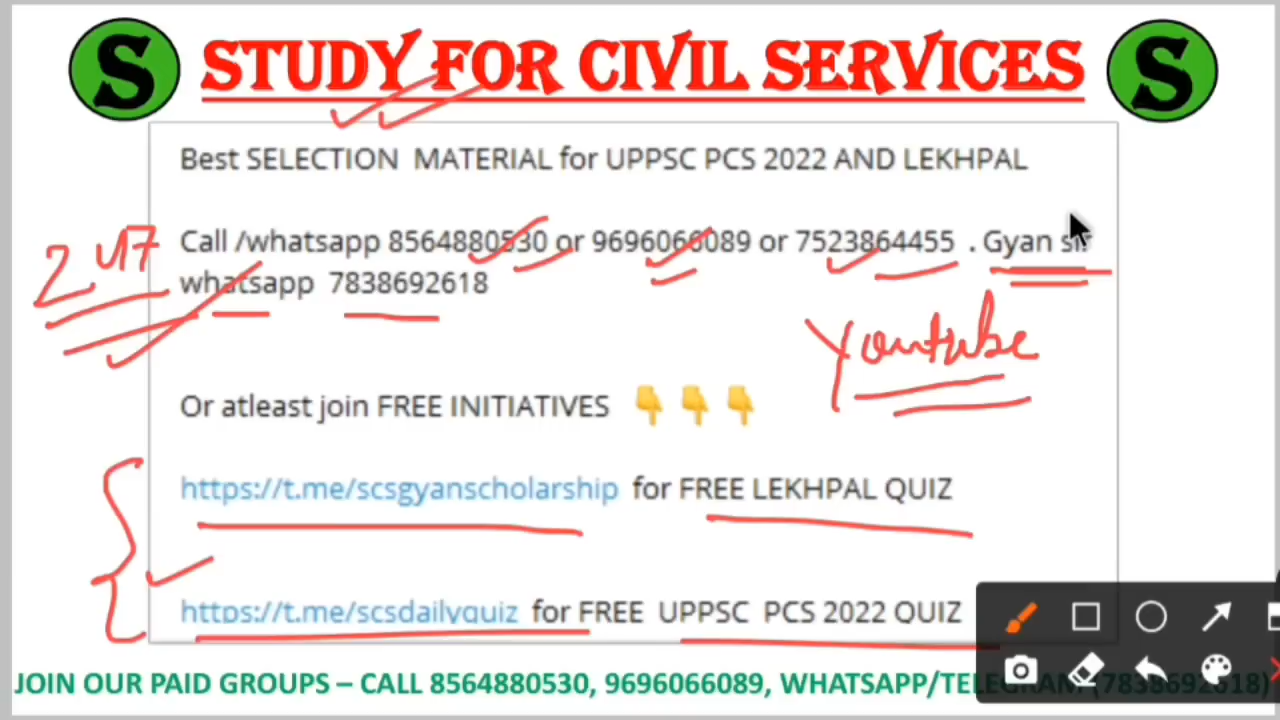 S STUDY FOR CIVIL SERVICES S
Best SELECTION MATERIAL for UPPSC PCS 2022 AND LEKHPAL
Call /whatsapp 8564880530 or 9696066089 or 7523864455 . Gyan sir
whatsapp 7838692618
Youtube
Or atleast join FREE INITIATIVES 👇 👇 👇
https://t.me/scsgyanscholarship for FREE LEKHPAL QUIZ
https://t.me/scsdailyquiz for FREE UPPSC PCS 2022 QUIZ
JOIN OUR PAID GROUPS – CALL 8564880530, 9696066089, WHATSAPP/TELEGRAM (7838692618)